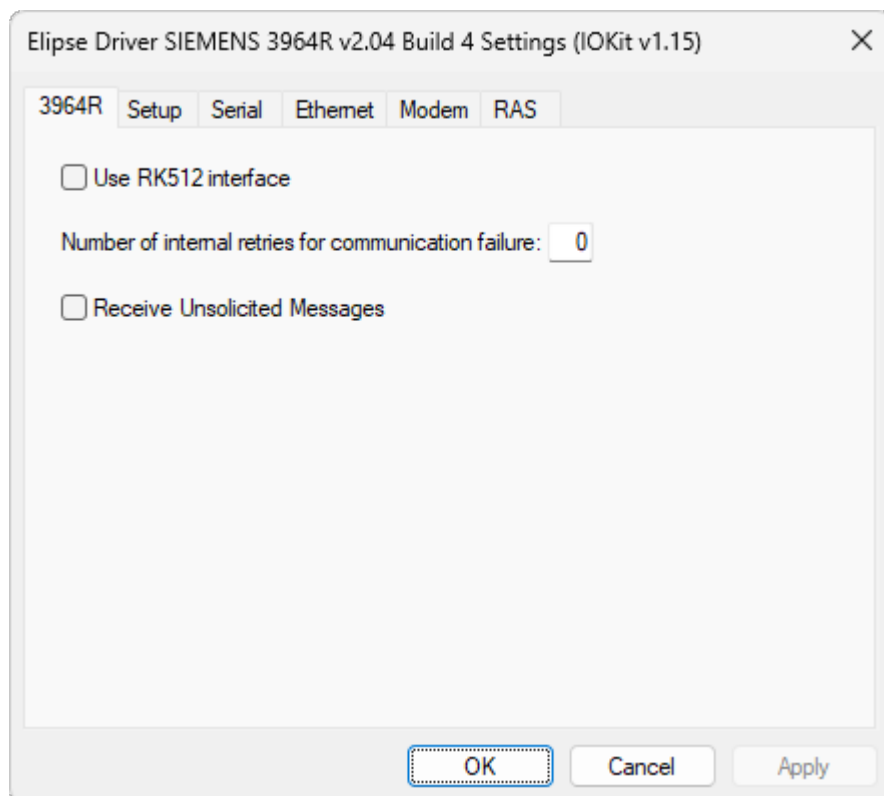 Elipse Driver SIEMENS 3964R v2.04 Build 4 Settings (IOKit v1.15)
3964R Setup Serial Ethernet Modem RAS
Use RK512 interface
Number of internal retries for communication failure: 0
Receive Unsolicited Messages
OK Cancel Apply